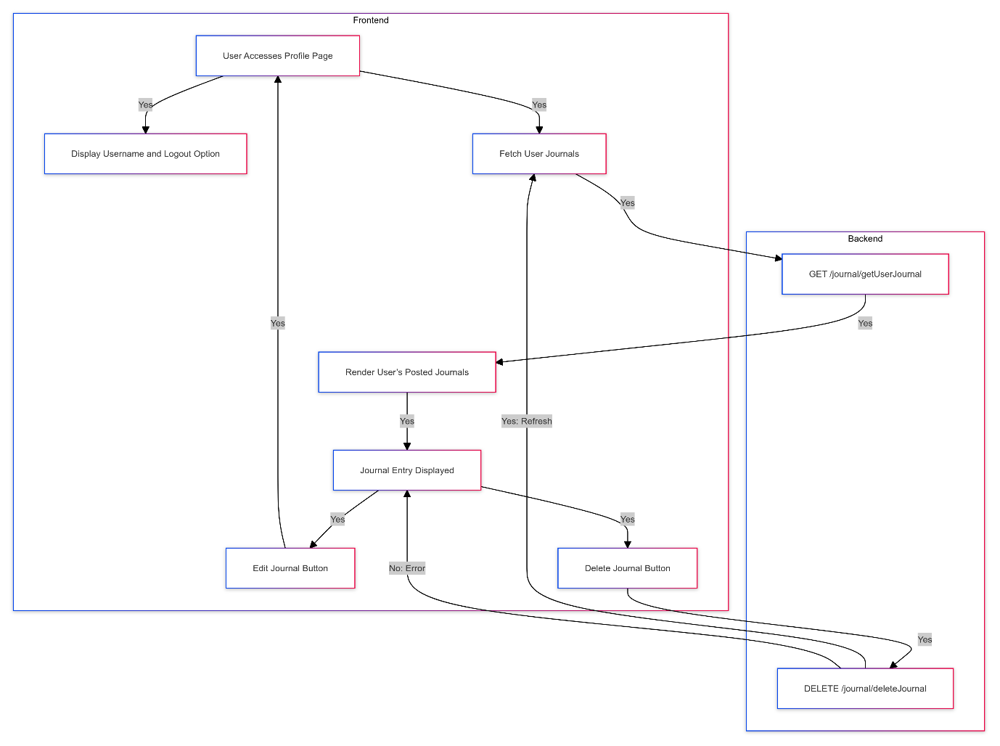 Frontend
User Accesses Profile Page
Yes
Yes
Display Username and Logout Option
Fetch User Journals
Yes
Backend
GET /journal/getUserJournal
Yes
Yes
Render User's Posted Journals
Yes
Yes: Refresh
Journal Entry Displayed
Yes
Yes
Edit Journal Button
No: Error
Delete Journal Button
Yes
DELETE /journal/deleteJournal